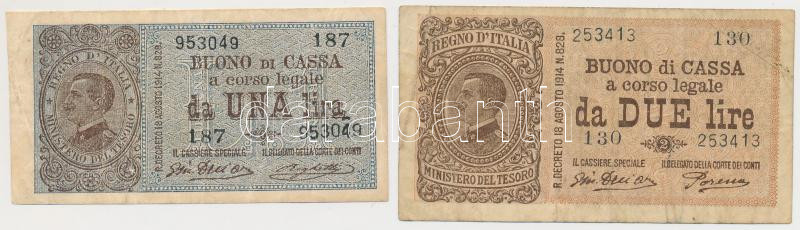 953049 187
BUONO DI CASSA
a corso legale
da UNA lira
187 953049
IL CASSIERE SPECIALE IL DELEGATO DELLA CORTE DEI CONTI
R. DECRETO 18 AGOSTO 1914 N. 828.
REGNO D'ITALIA
MINISTERO DEL TESORO
253413 130
BUONO di CASSA
a corso legale
da DUE lire
130 2 253413
IL CASSIERE SPECIALE IL DELEGATO DELLA CORTE DEI CONTI
R. DECRETO 18 AGOSTO 1914 N. 828.
REGNO D'ITALIA
MINISTERO DEL TESORO
darabanth